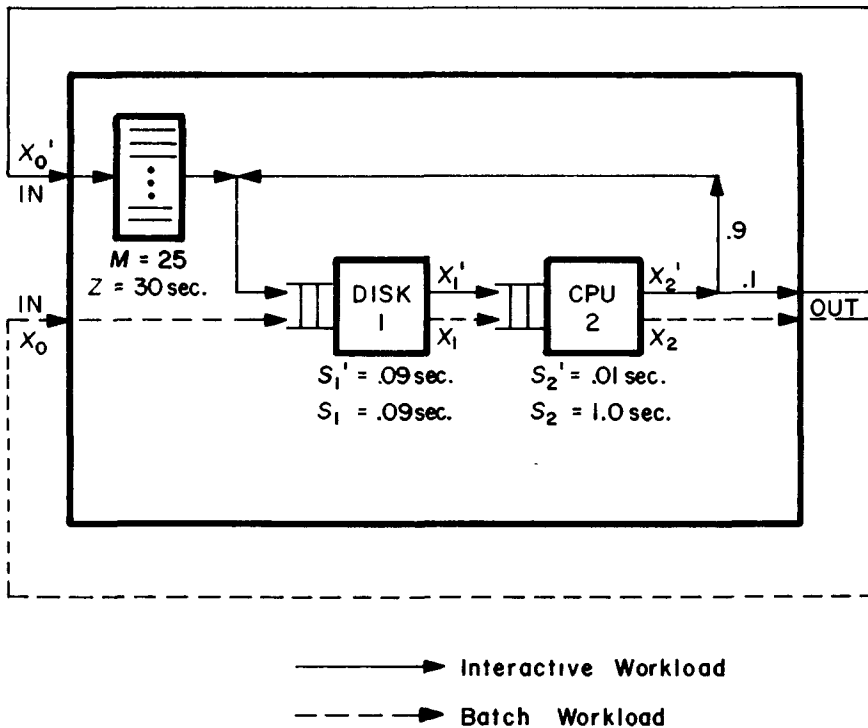 X₀'
IN
M = 25
Z = 30 sec.
IN
X₀
DISK
1
X₁'
X₁
CPU
2
X₂'
X₂
.9
.1
OUT
S₁' = .09 sec.
S₁ = .09 sec.
S₂' = .01 sec.
S₂ = 1.0 sec.
Interactive Workload
Batch Workload